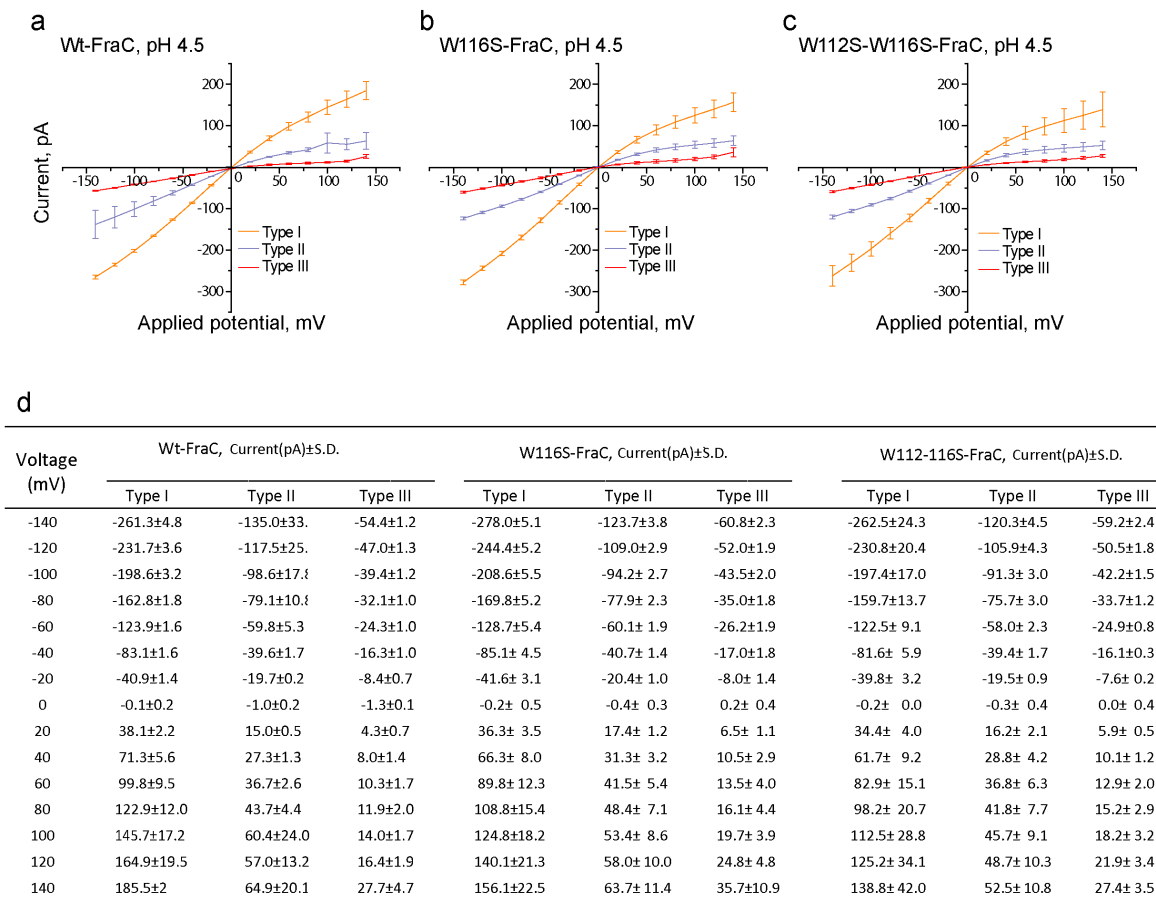 a
Wt-FraC, pH 4.5
200
100
-150
-50
0
50
100
150
-100
-200
-300
Type I
Type II
Type III
Current, pA
Applied potential, mV
b
W116S-FraC, pH 4.5
200
100
-150
-50
0
50
100
150
-100
-200
-300
Type I
Type II
Type III
Applied potential, mV
c
W112S-W116S-FraC, pH 4.5
200
100
-150
-50
0
50
100
150
-100
-200
-300
Type I
Type II
Type III
Applied potential, mV
d
Voltage (mV) Wt-FraC, Current(pA)±S.D. W116S-FraC, Current(pA)±S.D. W112-116S-FraC, Current(pA)±S.D.
Type I Type II Type III Type I Type II Type III Type I Type II Type III
-140 -261.3±4.8 -135.0±33. -54.4±1.2 -278.0±5.1 -123.7±3.8 -60.8±2.3 -262.5±24.3 -120.3±4.5 -59.2±2.4
-120 -231.7±3.6 -117.5±25. -47.0±1.3 -244.4±5.2 -109.0±2.9 -52.0±1.9 -230.8±20.4 -105.9±4.3 -50.5±1.8
-100 -198.6±3.2 -98.6±17.8 -39.4±1.2 -208.6±5.5 -94.2± 2.7 -43.5±2.0 -197.4±17.0 -91.3± 3.0 -42.2±1.5
-80 -162.8±1.8 -79.1±10.8 -32.1±1.0 -169.8±5.2 -77.9± 2.3 -35.0±1.8 -159.7±13.7 -75.7± 3.0 -33.7±1.2
-60 -123.9±1.6 -59.8±5.3 -24.3±1.0 -128.7±5.4 -60.1± 1.9 -26.2±1.9 -122.5± 9.1 -58.0± 2.3 -24.9±0.8
-40 -83.1±1.6 -39.6±1.7 -16.3±1.0 -85.1± 4.5 -40.7± 1.4 -17.0±1.8 -81.6± 5.9 -39.4± 1.7 -16.1±0.3
-20 -40.9±1.4 -19.7±0.2 -8.4±0.7 -41.6± 3.1 -20.4± 1.0 -8.0± 1.4 -39.8± 3.2 -19.5± 0.9 -7.6± 0.2
0 -0.1±0.2 -1.0±0.2 -1.3±0.1 -0.2± 0.5 -0.4± 0.3 0.2± 0.4 -0.2± 0.0 -0.3± 0.4 0.0± 0.4
20 38.1±2.2 15.0±0.5 4.3±0.7 36.3± 3.5 17.4± 1.2 6.5± 1.1 34.4± 4.0 16.2± 2.1 5.9± 0.5
40 71.3±5.6 27.3±1.3 8.0±1.4 66.3± 8.0 31.3± 3.2 10.5± 2.9 61.7± 9.2 28.8± 4.2 10.1± 1.2
60 99.8±9.5 36.7±2.6 10.3±1.7 89.8± 12.3 41.5± 5.4 13.5± 4.0 82.9± 15.1 36.8± 6.3 12.9± 2.0
80 122.9±12.0 43.7±4.4 11.9±2.0 108.8±15.4 48.4± 7.1 16.1± 4.4 98.2± 20.7 41.8± 7.7 15.2± 2.9
100 145.7±17.2 60.4±24.0 14.0±1.7 124.8±18.2 53.4± 8.6 19.7± 3.9 112.5± 28.8 45.7± 9.1 18.2± 3.2
120 164.9±19.5 57.0±13.2 16.4±1.9 140.1±21.3 58.0± 10.0 24.8± 4.8 125.2± 34.1 48.7± 10.3 21.9± 3.4
140 185.5±2 64.9±20.1 27.7±4.7 156.1±22.5 63.7± 11.4 35.7±10.9 138.8± 42.0 52.5± 10.8 27.4± 3.5